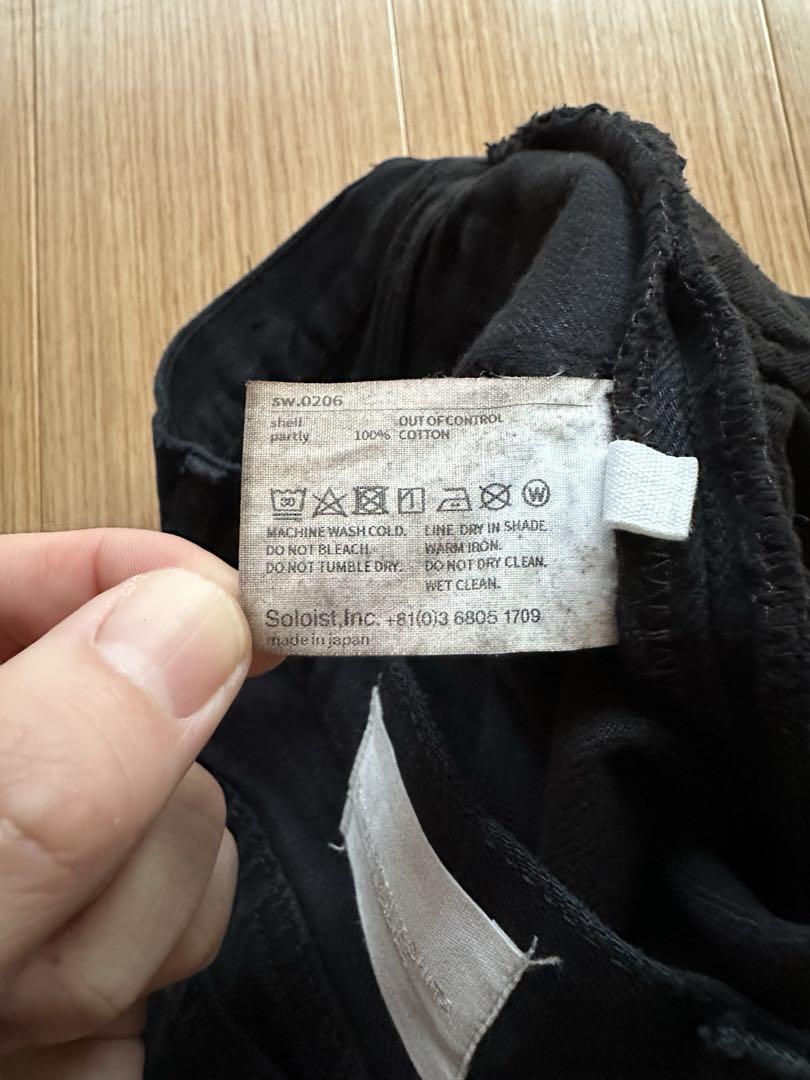 sw.0206
shell OUT OF CONTROL
partly 100% COTTON
30 W
MACHINE WASH COLD. LINE DRY IN SHADE.
DO NOT BLEACH. WARM IRON.
DO NOT TUMBLE DRY. DO NOT DRY CLEAN.
WET CLEAN.
Soloist,Inc. +81(0)3 6805 1709
made in japan